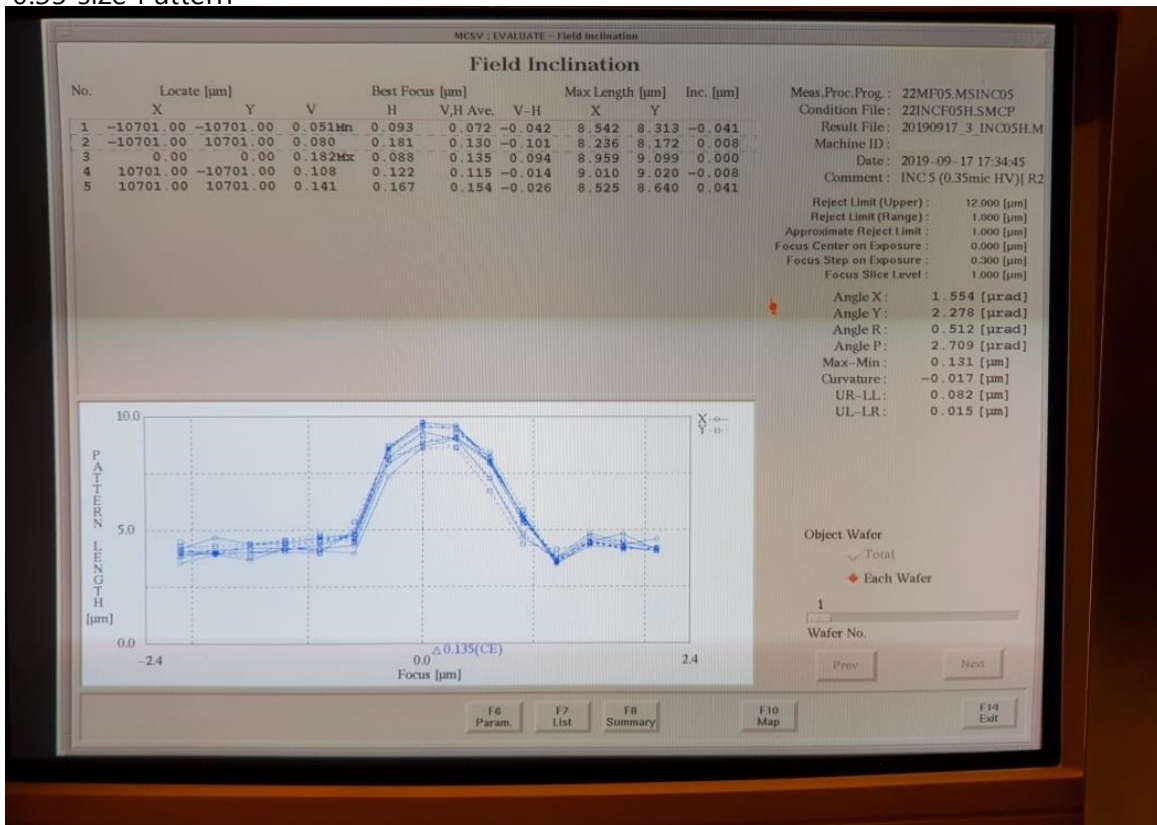 0.35-size-Pattern
MCSV : EVALUATE – Field Inclination
Field Inclination
No. Locate [µm] Best Focus [µm] Max Length [µm] Inc. [µm]
X Y V H V,H Ave. V-H X Y
1 -10701.00 -10701.00 0.051Mn 0.093 0.072 -0.042 8.542 8.313 -0.041
2 -10701.00 10701.00 0.080 0.181 0.130 -0.101 8.236 8.172 0.008
3 0.00 0.00 0.182Mx 0.088 0.135 0.094 8.959 9.099 0.000
4 10701.00 -10701.00 0.108 0.122 0.115 -0.014 9.010 9.020 -0.008
5 10701.00 10701.00 0.141 0.167 0.154 -0.026 8.525 8.640 0.041
Meas.Proc.Prog. : 22MF05.MSINC05
Condition File : 22INCF05H.SMCP
Result File : 20190917_3_INC05H.M
Machine ID :
Date : 2019-09-17 17:34:45
Comment : INC 5 (0.35mic HV)[ R2
Reject Limit (Upper) : 12.000 [µm]
Reject Limit (Range) : 1.000 [µm]
Approximate Reject Limit : 1.000 [µm]
Focus Center on Exposure : 0.000 [µm]
Focus Step on Exposure : 0.300 [µm]
Focus Slice Level : 1.000 [µm]
Angle X : 1.554 [µrad]
Angle Y : 2.278 [µrad]
Angle R : 0.512 [µrad]
Angle P : 2.709 [µrad]
Max-Min : 0.131 [µm]
Curvature : -0.017 [µm]
UR-LL : 0.082 [µm]
UL-LR : 0.015 [µm]
10.0
5.0
0.0
PATTERN LENGTH
[µm]
X
Y
-2.4 0.0 △0.135(CE) 2.4
Focus [µm]
Object Wafer
Total
Each Wafer
1
Wafer No.
Prev
Next
F6 Param.
F7 List
F8 Summary
F10 Map
F14 Exit